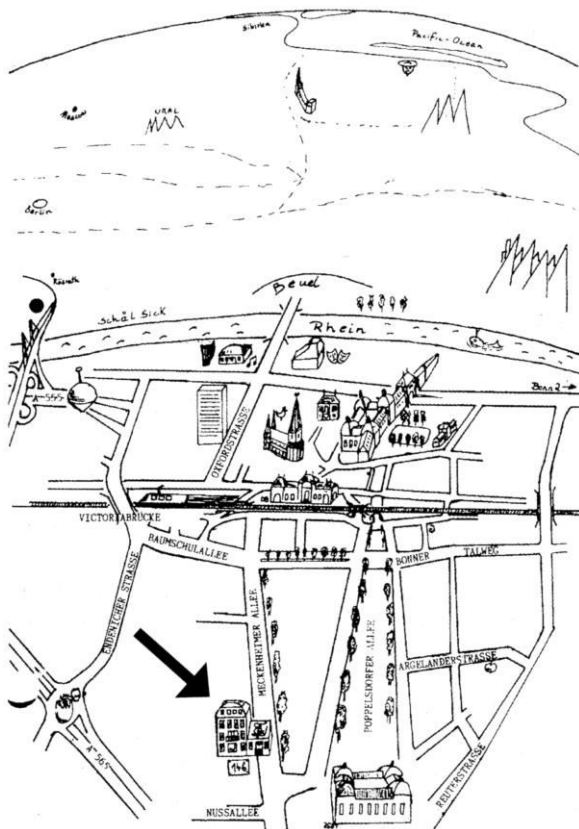 Sibirien
Pacific-Ocean
Moskau
URAL
Berlin
Rösrath
Beuel
Schäl Sick
Rhein
Bonn 2
A-555
OXFORDSTRASSE
VICTORIABRÜCKE
BAUMSCHULALLEE
BONNER
TALWEG
ENDENICHER STRASSE
MECKENHEIMER ALLEE
POPPELSDORFER ALLEE
ARGELANDERSTRASSE
A-565
146
REUTERSTRASSE
NUSSALLEE